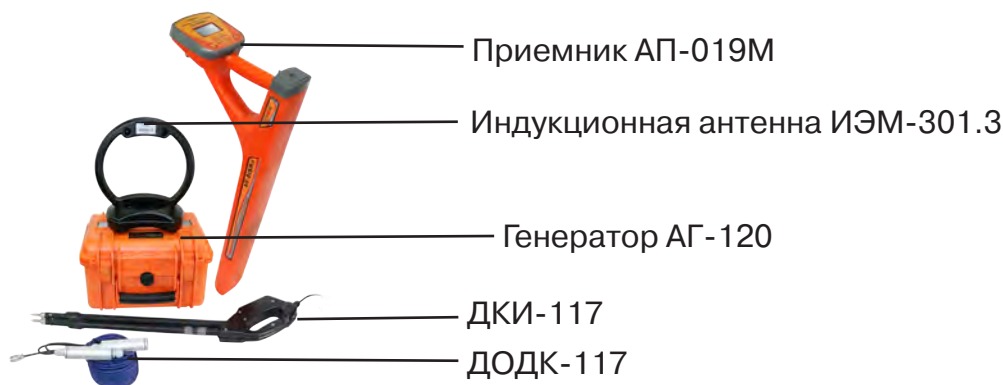 Приемник АП-019М
Индукционная антенна ИЭМ-301.3
Генератор АГ-120
ДКИ-117
ДОДК-117